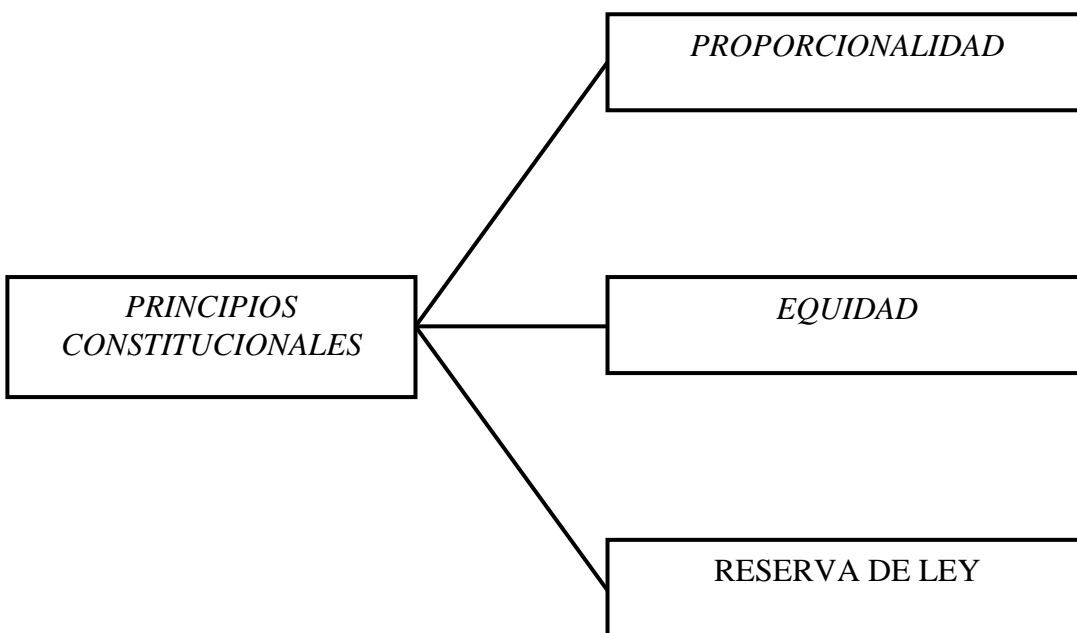 PROPORCIONALIDAD
PRINCIPIOS
CONSTITUCIONALES
EQUIDAD
RESERVA DE LEY